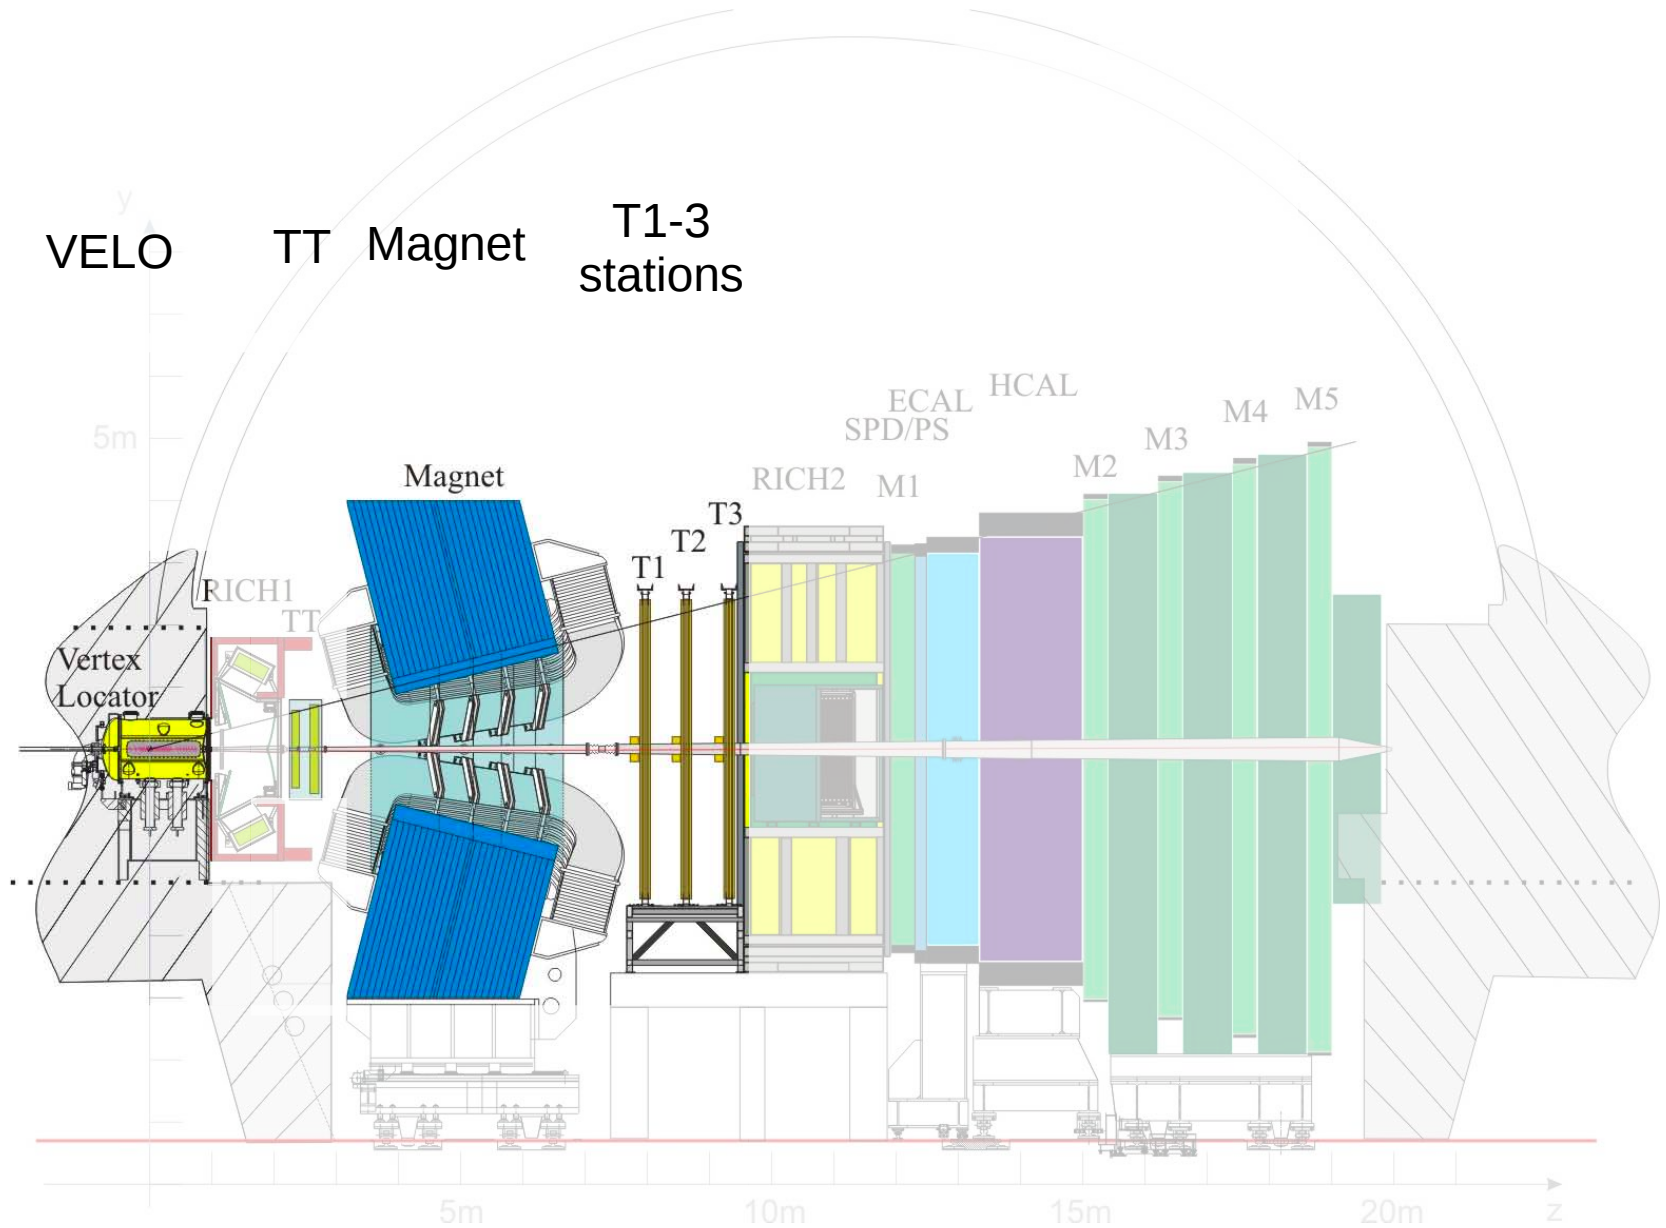 y
VELO
TT
Magnet
T1-3
stations
5m
Magnet
T1
T2
T3
RICH2
SPD/PS
ECAL
HCAL
M1
M2
M3
M4
M5
RICH1
TT
Vertex
Locator
5m
10m
15m
20m
z